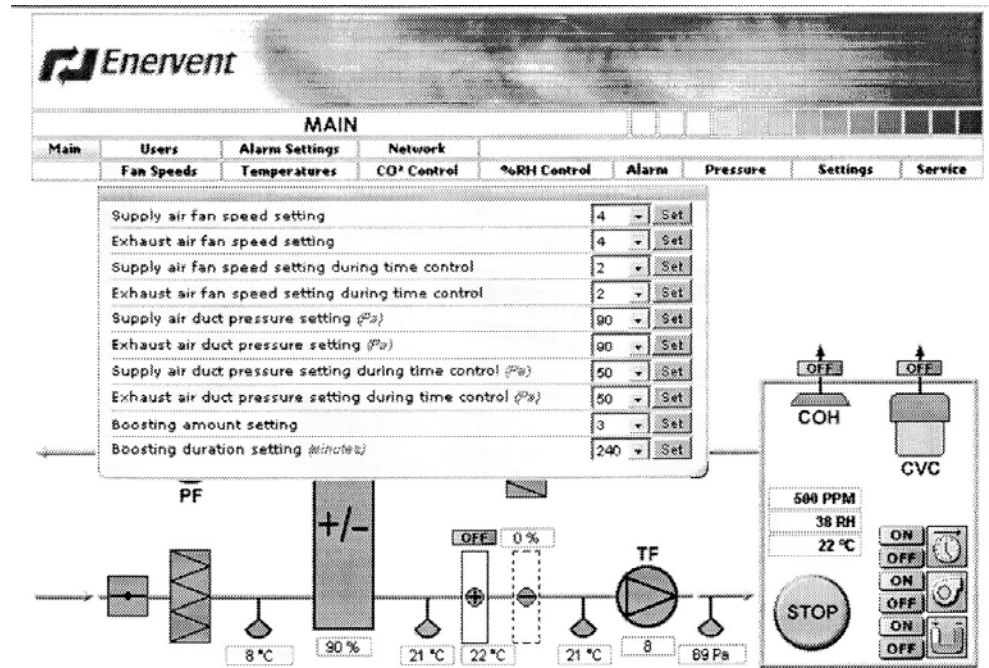 Enervent
MAIN
Main Users Alarm Settings Network
Fan Speeds Temperatures CO² Control %RH Control Alarm Pressure Settings Service
Supply air fan speed setting 4 Set
Exhaust air fan speed setting 4 Set
Supply air fan speed setting during time control 2 Set
Exhaust air fan speed setting during time control 2 Set
Supply air duct pressure setting (Pa) 90 Set
Exhaust air duct pressure setting (Pa) 90 Set
Supply air duct pressure setting during time control (Pa) 50 Set
Exhaust air duct pressure setting during time control (Pa) 50 Set
Boosting amount setting 3 Set
Boosting duration setting (minutes) 240 Set
OFF OFF
COH
CVC
PF
500 PPM
38 RH
22 °C
+/-
OFF 0 %
TF
ON
OFF
ON
OFF
ON
OFF
STOP
8 °C
90 %
21 °C
22 °C
21 °C
8
89 Pa